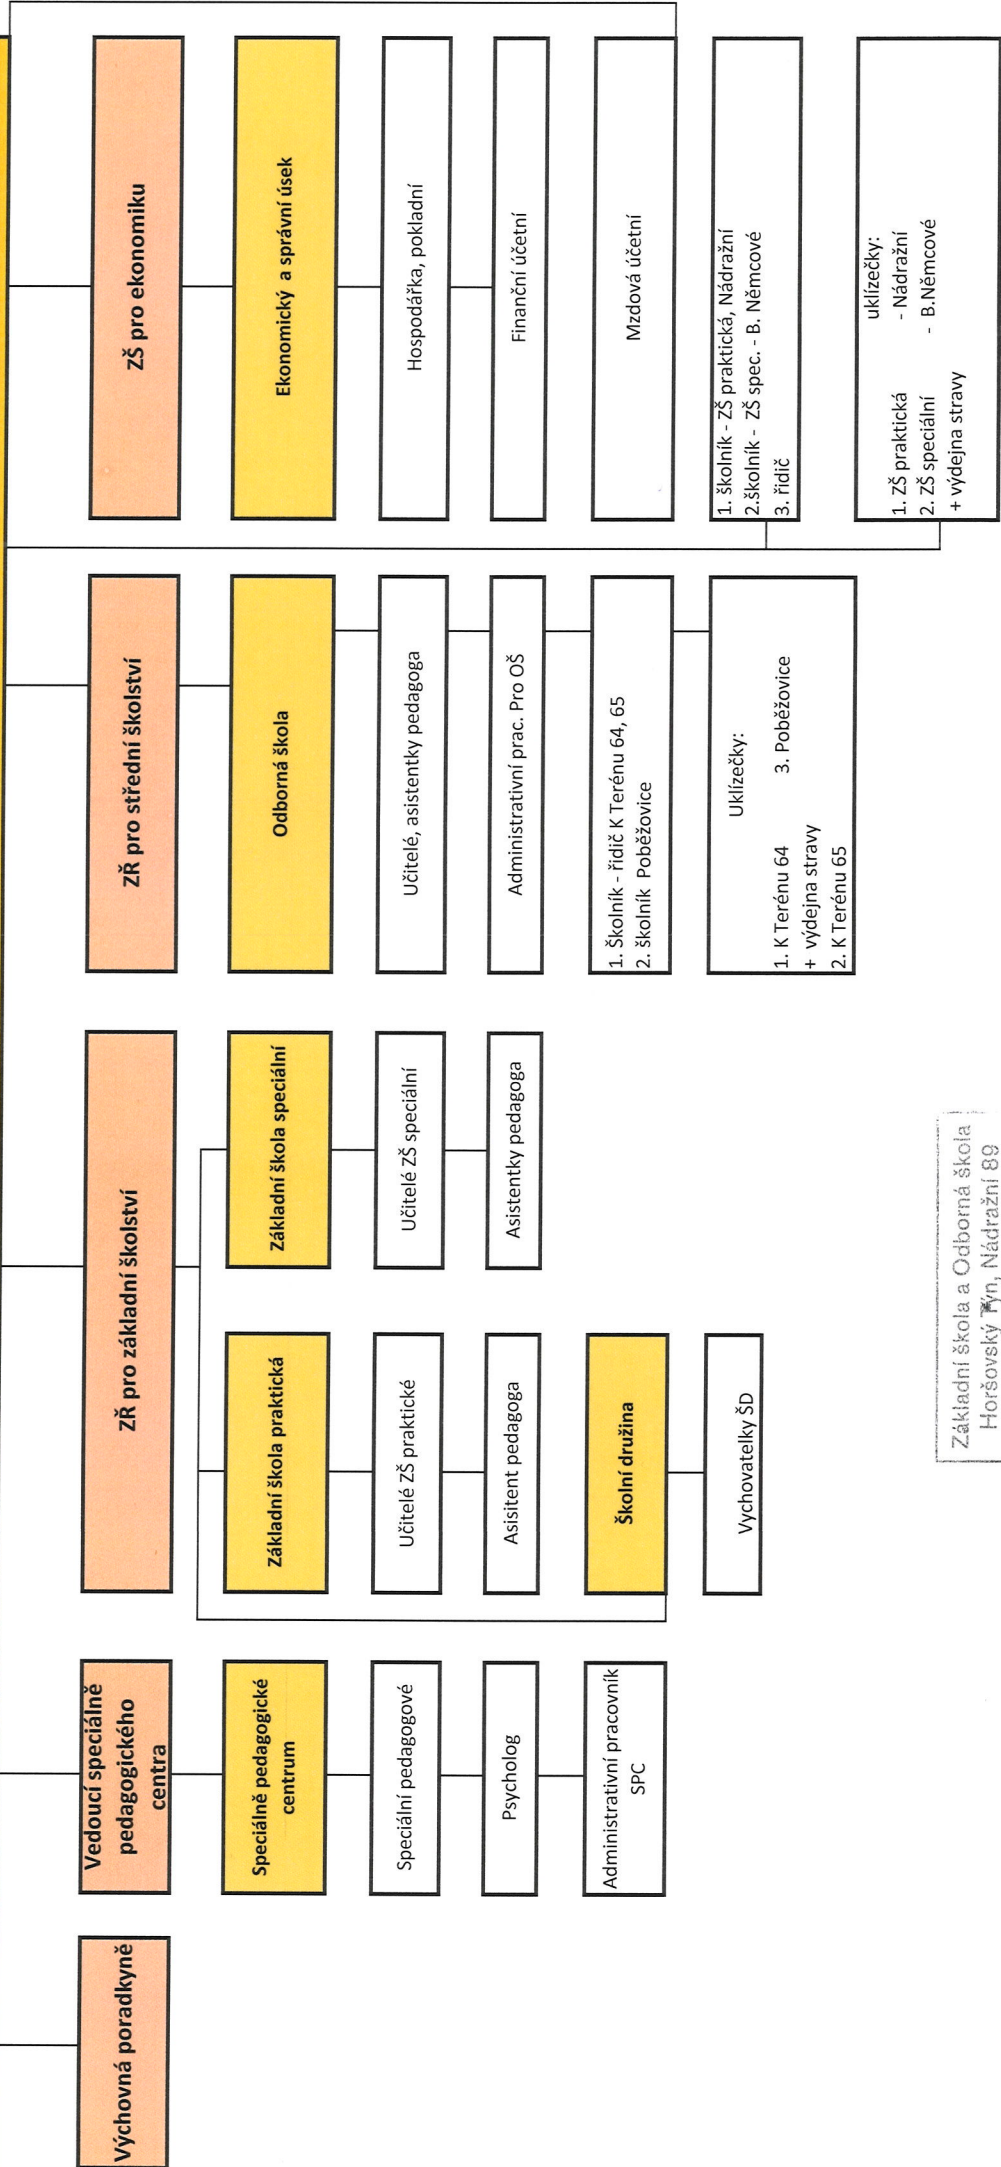 Výchovná poradkyně
Vedoucí speciálně
pedagogického
centra
Speciálně pedagogické
centrum
Speciální pedagogové
Psycholog
Administrativní pracovník
SPC
ZŘ pro základní školství
Základní škola praktická
Učitelé ZŠ praktické
Asisitent pedagoga
Školní družina
Vychovatelky ŠD
Základní škola speciální
Učitelé ZŠ speciální
Asistentky pedagoga
ZŘ pro střední školství
Odborná škola
Učitelé, asistentky pedagoga
Administrativní prac. Pro OŠ
1. Školník - řidič K Terénu 64, 65
2. školník Poběžovice
Uklízečky:
1. K Terénu 64 3. Poběžovice
+ výdejna stravy
2. K Terénu 65
ZŠ pro ekonomiku
Ekonomický a správní úsek
Hospodářka, pokladní
Finanční účetní
Mzdová účetní
1. školník - ZŠ praktická, Nádražní
2.školník - ZŠ spec. - B. Němcové
3. řidič
uklízečky:
1. ZŠ praktická - Nádražní
2. ZŠ speciální - B.Němcové
+ výdejna stravy
Základní škola a Odborná škola
Horšovský Týn, Nádražní 89